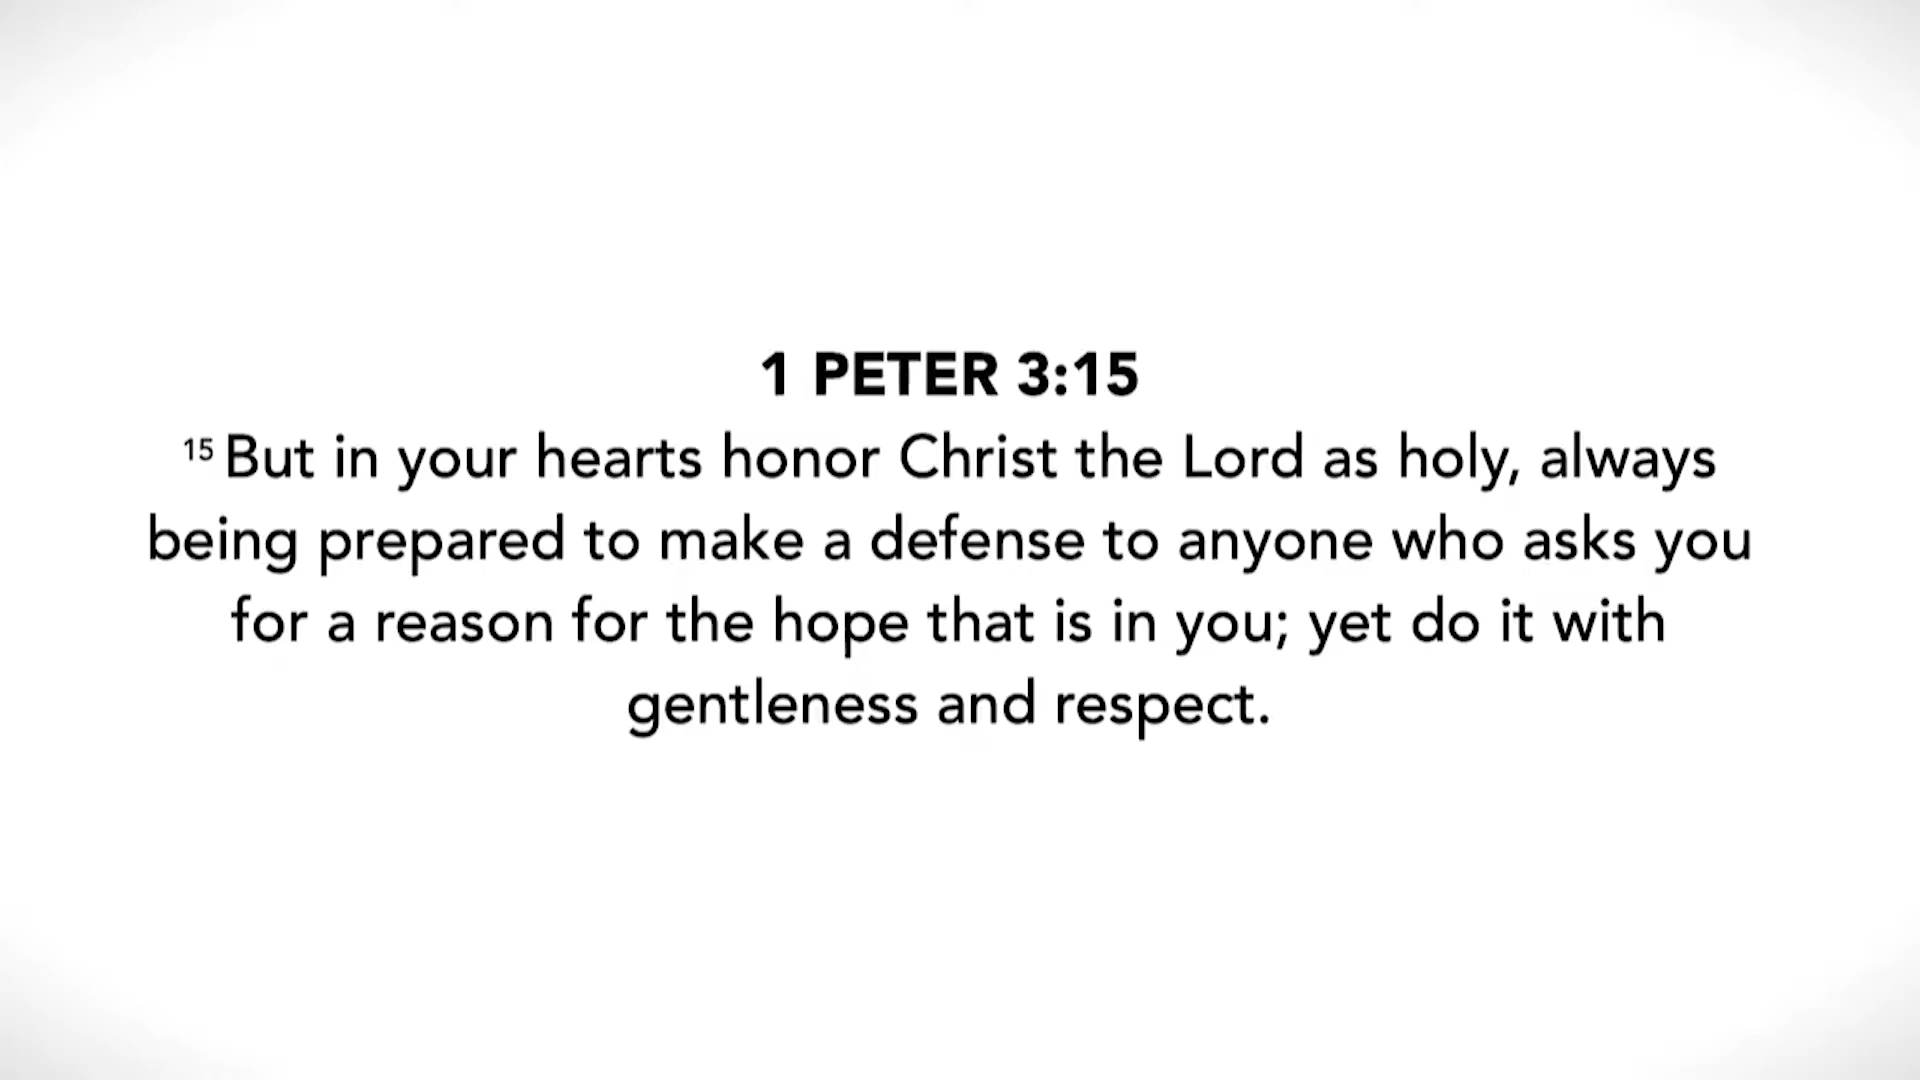 1 PETER 3:15
15 But in your hearts honor Christ the Lord as holy, always
being prepared to make a defense to anyone who asks you
for a reason for the hope that is in you; yet do it with
gentleness and respect.